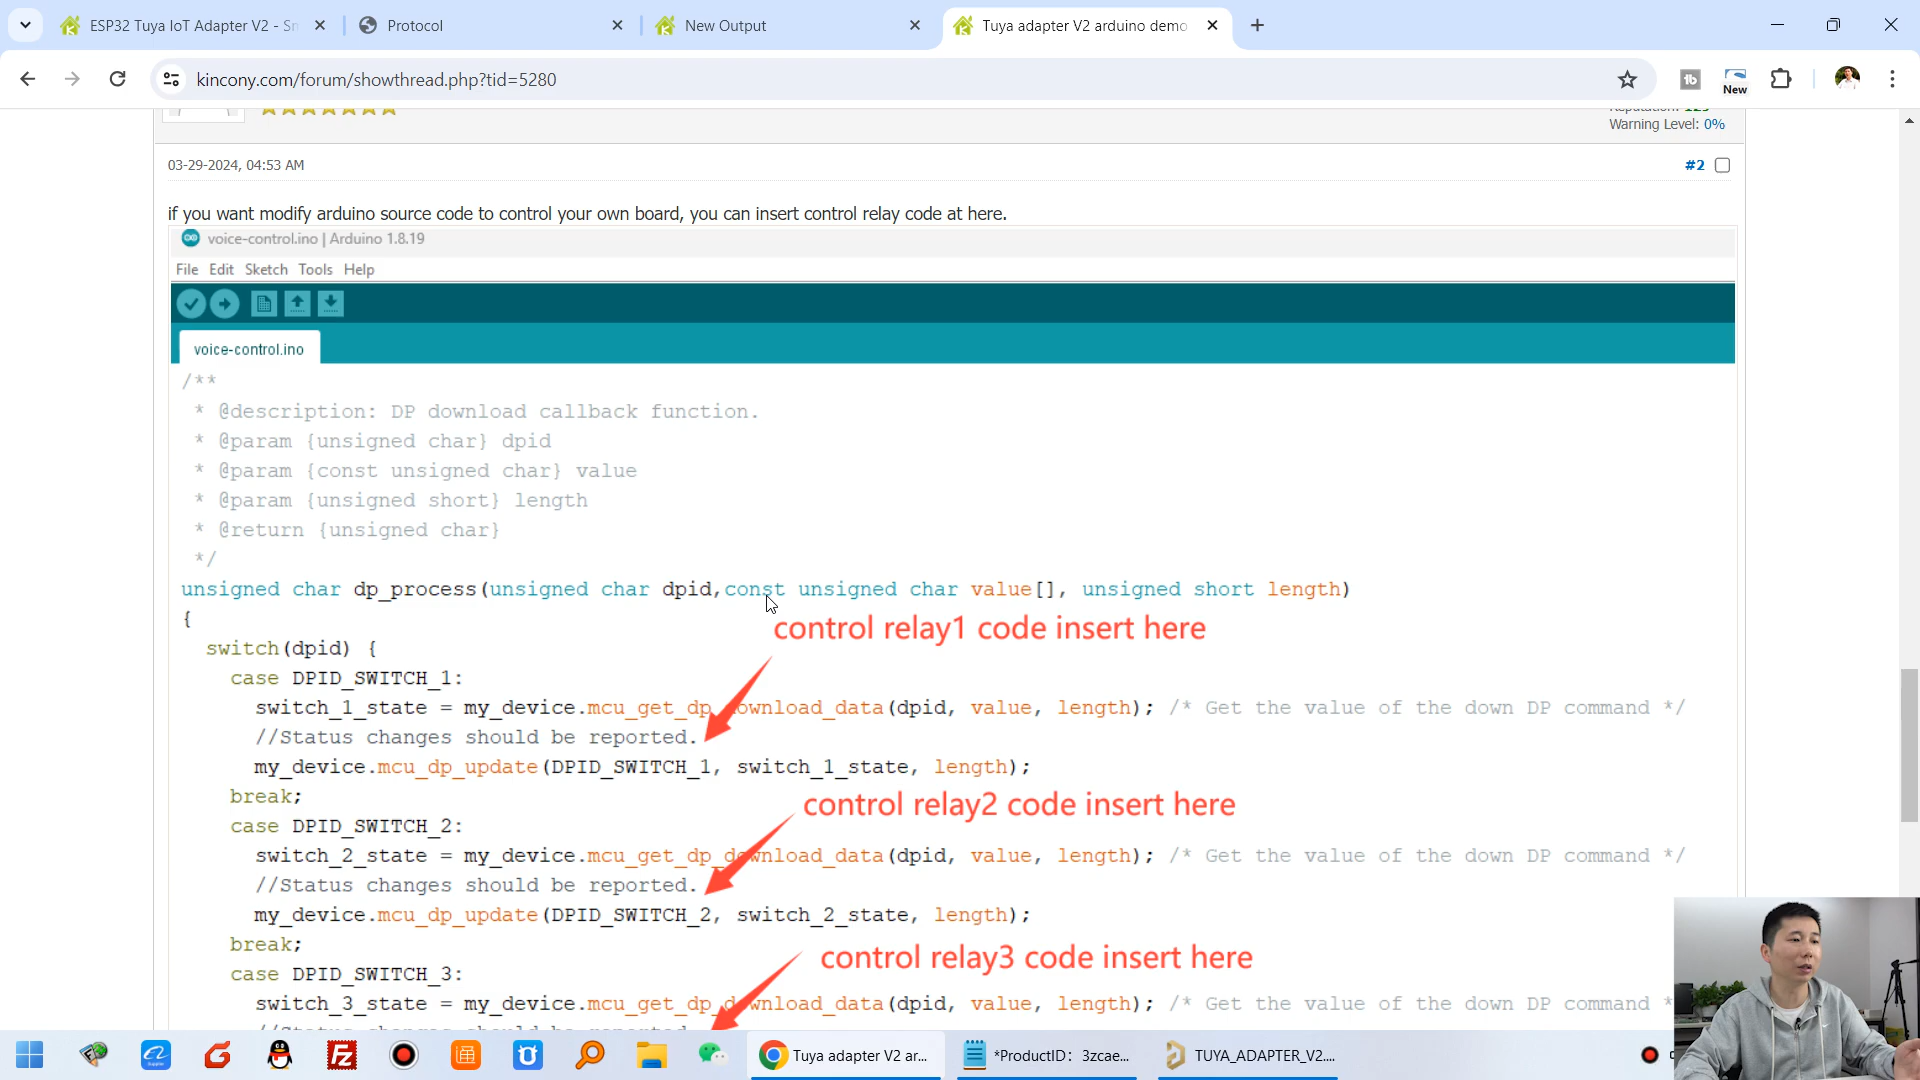 ESP32 Tuya IoT Adapter V2 - Sn
Protocol
New Output
Tuya adapter V2 arduino demo
kincony.com/forum/showthread.php?tid=5280
New
Warning Level: 0%
03-29-2024, 04:53 AM
#2
if you want modify arduino source code to control your own board, you can insert control relay code at here.
voice-control.ino | Arduino 1.8.19
File Edit Sketch Tools Help
voice-control.ino
/**
* @description: DP download callback function.
* @param {unsigned char} dpid
* @param {const unsigned char} value
* @param {unsigned short} length
* @return {unsigned char}
*/
unsigned char dp_process(unsigned char dpid,const unsigned char value[], unsigned short length)
{
control relay1 code insert here
switch(dpid) {
case DPID_SWITCH_1:
switch_1_state = my_device.mcu_get_dp_download_data(dpid, value, length); /* Get the value of the down DP command */
//Status changes should be reported.
my_device.mcu_dp_update(DPID_SWITCH_1, switch_1_state, length);
break;
control relay2 code insert here
case DPID_SWITCH_2:
switch_2_state = my_device.mcu_get_dp_download_data(dpid, value, length); /* Get the value of the down DP command */
//Status changes should be reported.
my_device.mcu_dp_update(DPID_SWITCH_2, switch_2_state, length);
break;
control relay3 code insert here
case DPID_SWITCH_3:
switch_3_state = my_device.mcu_get_dp_download_data(dpid, value, length); /* Get the value of the down DP command *
Tuya adapter V2 ar...
*ProductID： 3zcae...
TUYA_ADAPTER_V2....